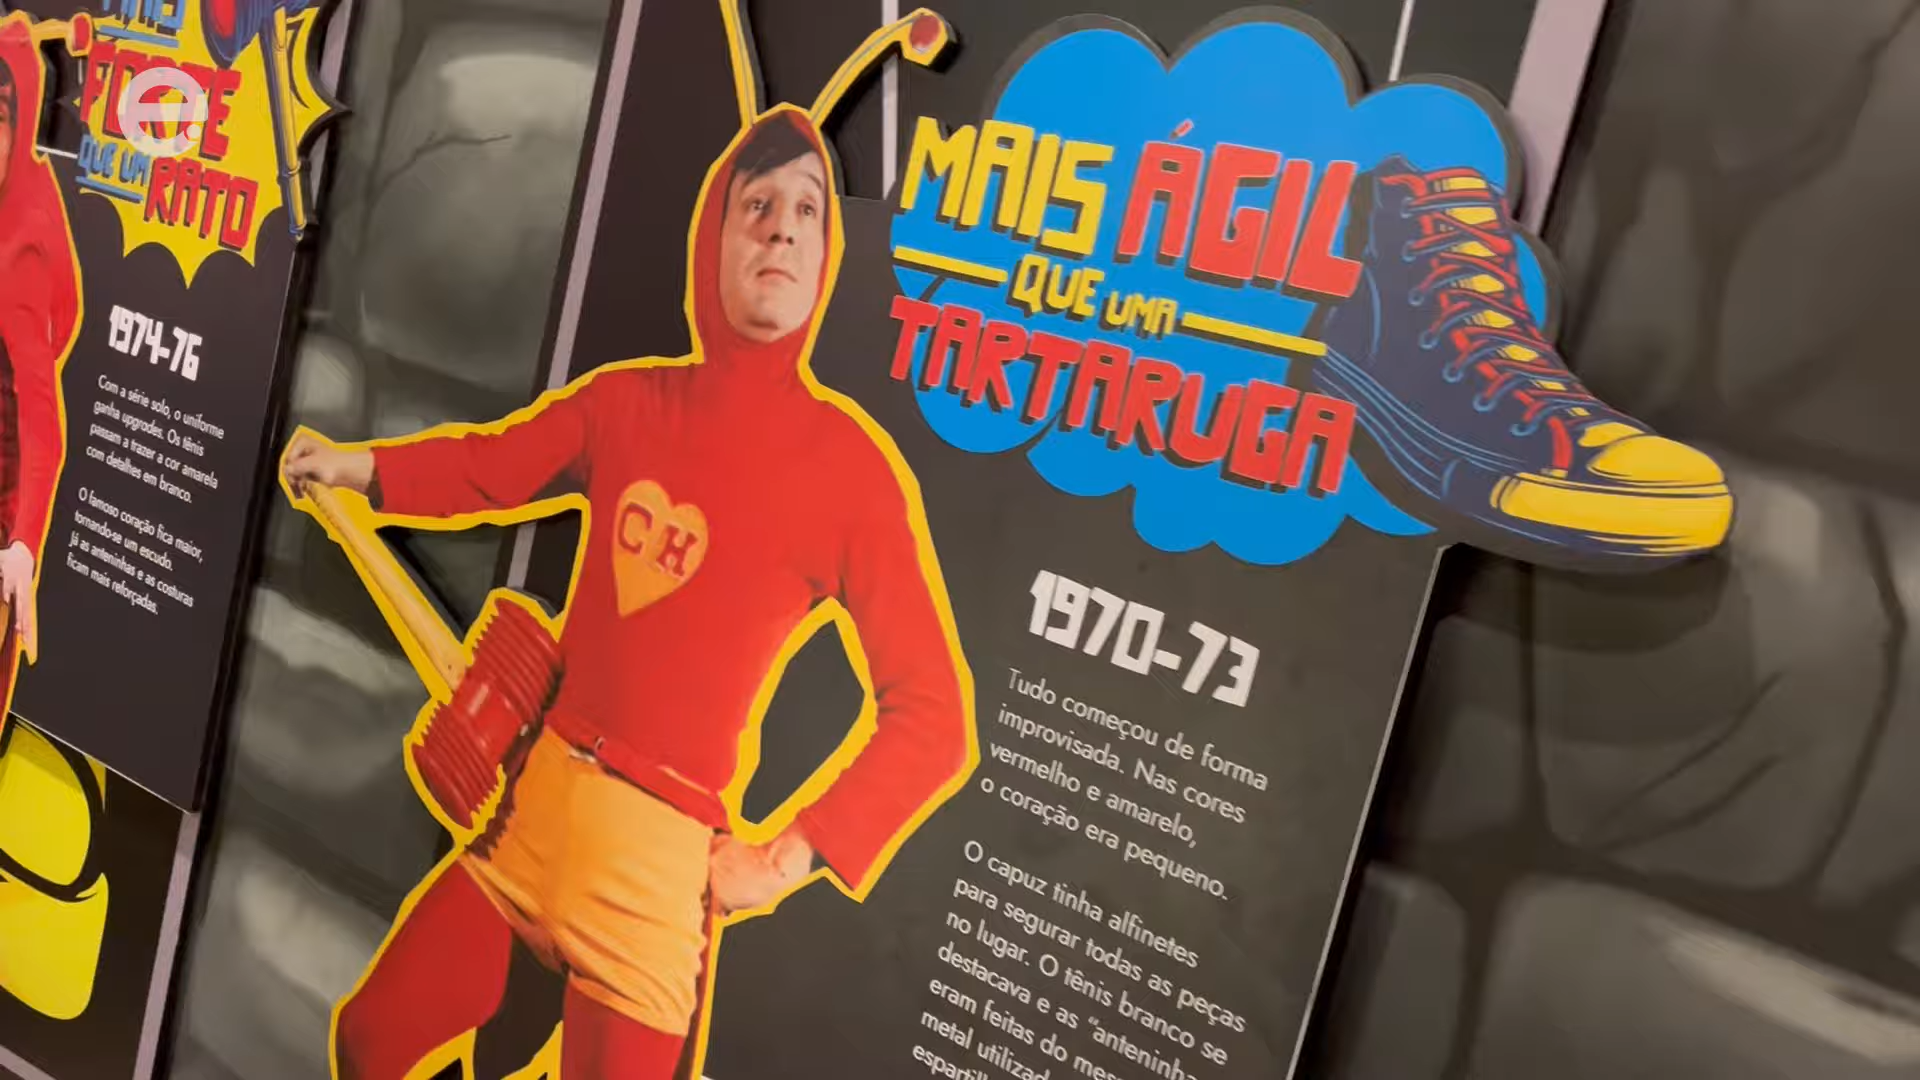 FORTE
QUE UM
RATO
1974-76
Com a série solo, o uniforme
ganha upgrades. Os tênis
passam a trazer a cor amarela
com detalhes em branco.
O famoso coração fica maior,
tornando-se um escudo.
Já as anteninhas e as costuras
ficam mais reforçadas.
CH
MAIS ÁGIL
QUE UMA
TARTARUGA
1970-73
Tudo começou de forma
improvisada. Nas cores
vermelho e amarelo,
o coração era pequeno.
O capuz tinha alfinetes
para segurar todas as peças
no lugar. O tênis branco se
destacava e as "anteninha
eram feitas do mes
metal utilizad
esparti